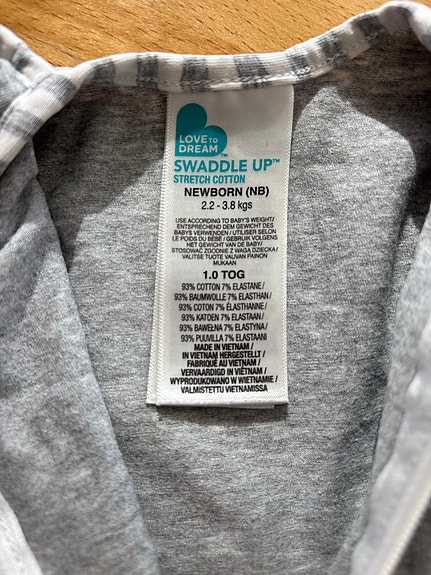 LOVE TO
DREAM™
SWADDLE UP™
STRETCH COTTON
NEWBORN (NB)
2.2 - 3.8 kgs
USE ACCORDING TO BABY'S WEIGHT/
ENTSPRECHEND DEM GEWICHT DES
BABYS VERWENDEN / UTILISER SELON
LE POIDS DU BÉBÉ / GEBRUIK VOLGENS
HET GEWICHT VAN DE BABY/
STOSOWAĆ ZGODNIE Z WAGĄ DZIECKA /
VALITSE TUOTE VAUVAN PAINON
MUKAAN
1.0 TOG
93% COTTON 7% ELASTANE /
93% BAUMWOLLE 7% ELASTHAN /
93% COTON 7% ÉLASTHANNE /
93% KATOEN 7% ELASTAAN /
93% BAWEŁNA 7% ELASTYNA /
93% PUUVILLA 7% ELASTAANI
MADE IN VIETNAM /
IN VIETNAM HERGESTELLT /
FABRIQUÉ AU VIETNAM /
VERVAARDIGD IN VIËTNAM /
WYPRODUKOWANO W WIETNAMIE /
VALMISTETTU VIETNAMISSA